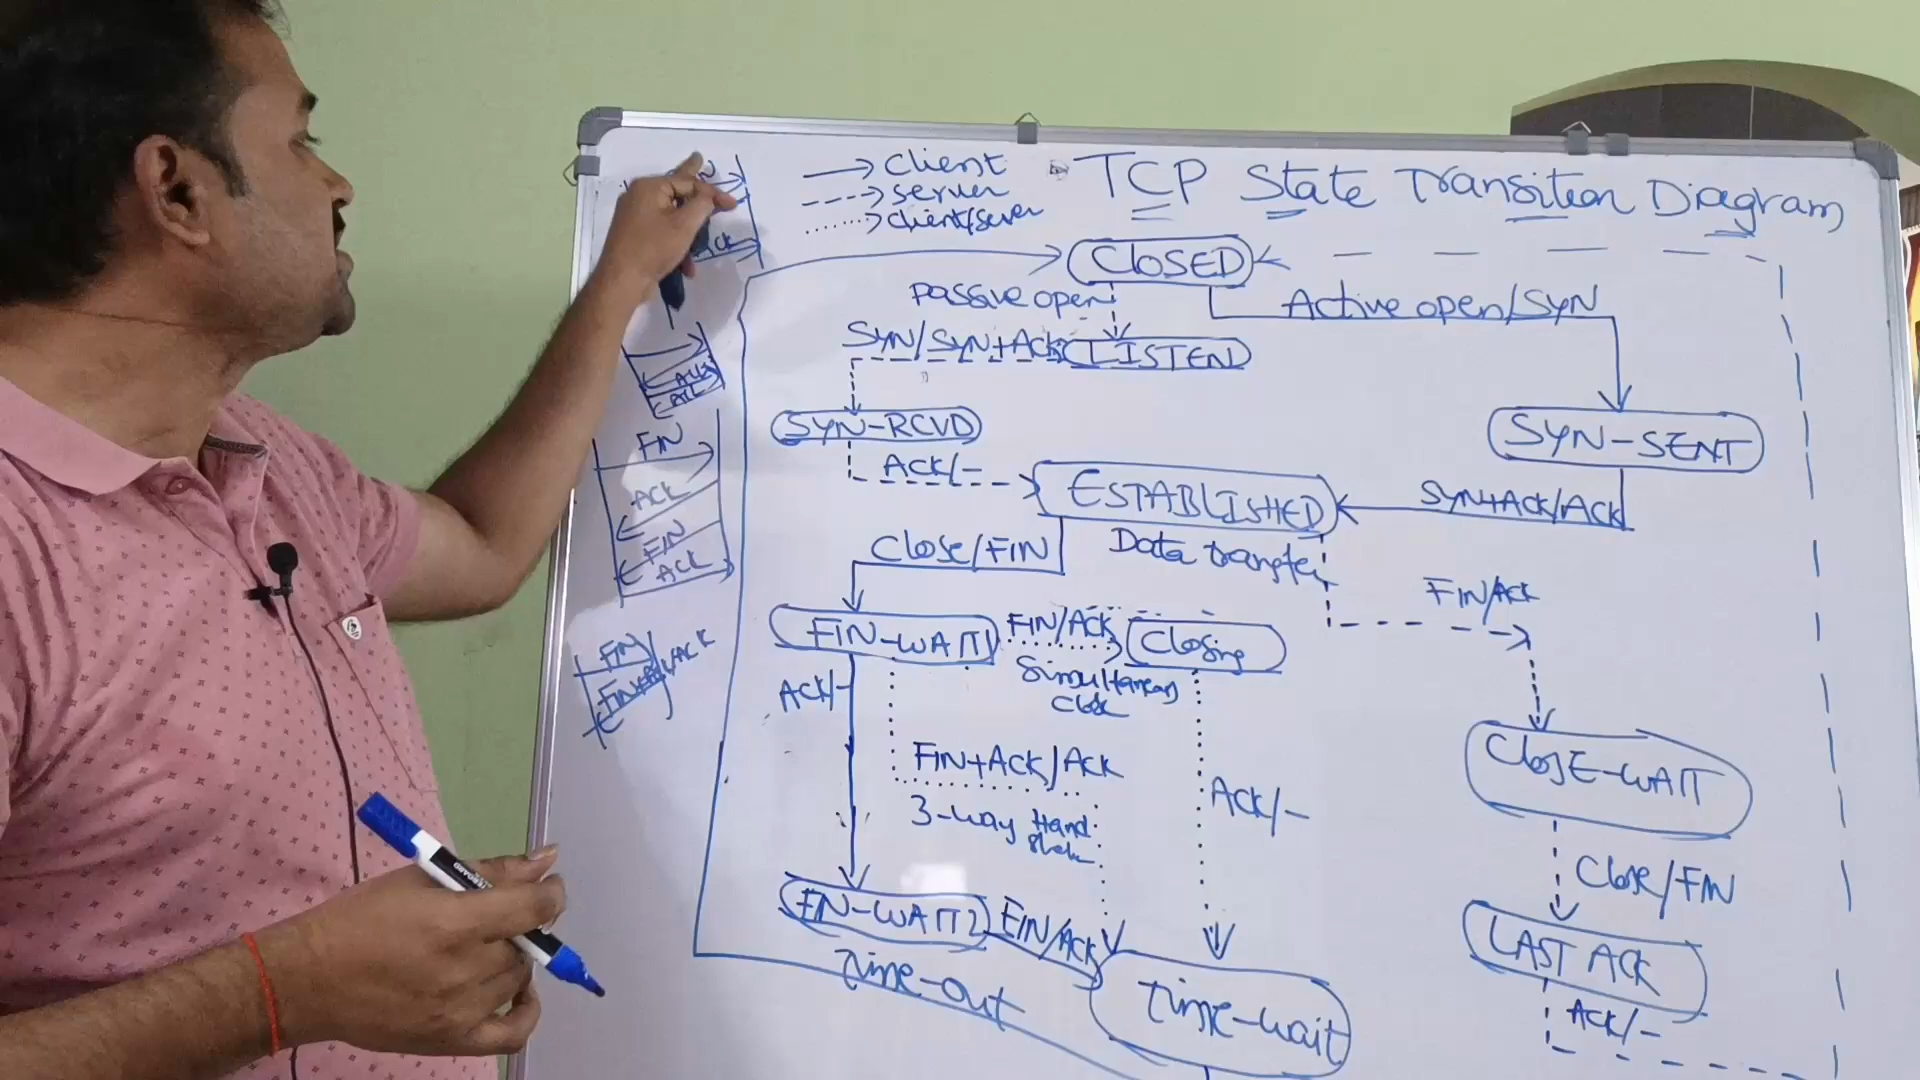 TCP State Transition Diagram
Client
server
Client/Server
CLOSED
Passive open
Active open/SYN
SYN/SYN+ACK
LISTEN
SYN-RCVD
SYN-SENT
ACK/-
ESTABLISHED
SYN+ACK/ACK
Data transfer
Close/FIN
FIN/ACK
FIN-WAIT1
FIN/ACK
Closing
Simultaneous
Close
ACK/-
FIN+ACK/ACK
3-way Hand
Shake
ACK/-
CLOSE-WAIT
Close/FIN
FIN-WAIT2
FIN/ACK
LAST ACK
Time-out
Time-wait
ACK/-
ACK
FIN
ACK
FIN
ACK
FIN